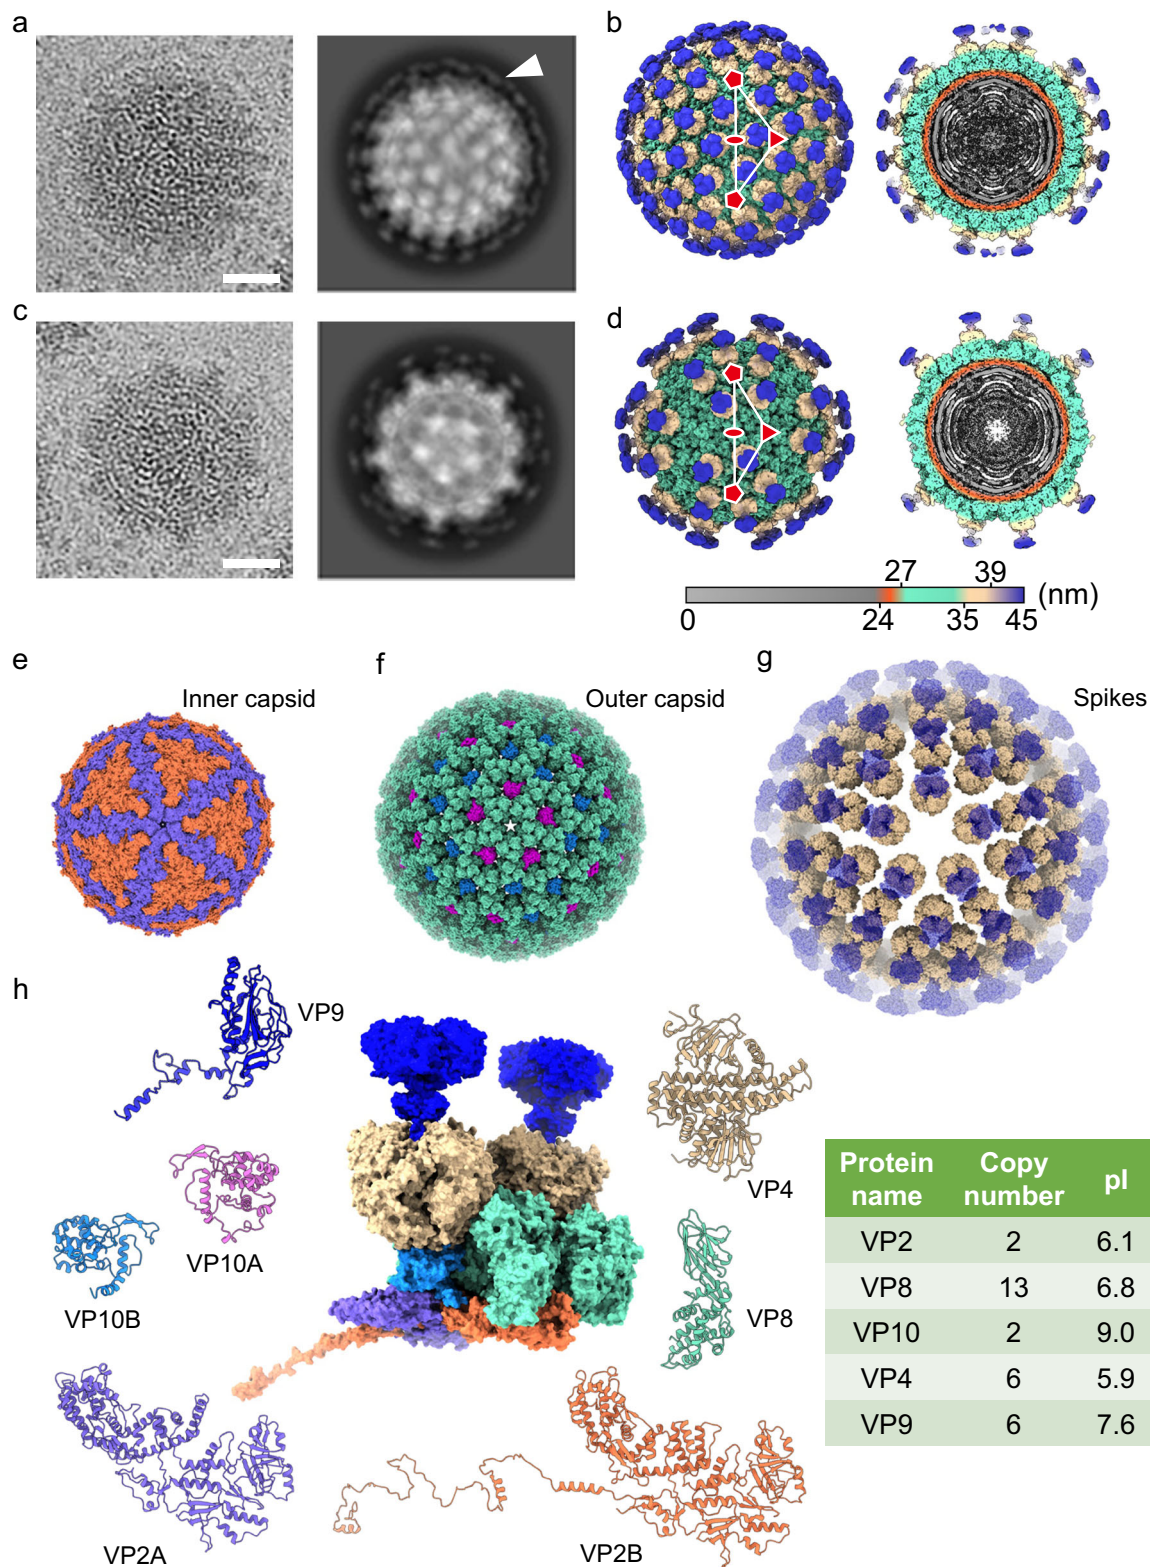 a
b
c
d
27 39
(nm)
0 24 35 45
e
Inner capsid
f
Outer capsid
g
Spikes
h
VP9
VP4
VP10A
VP10B
VP8
VP2A
VP2B
Protein name Copy number pI
VP2 2 6.1
VP8 13 6.8
VP10 2 9.0
VP4 6 5.9
VP9 6 7.6